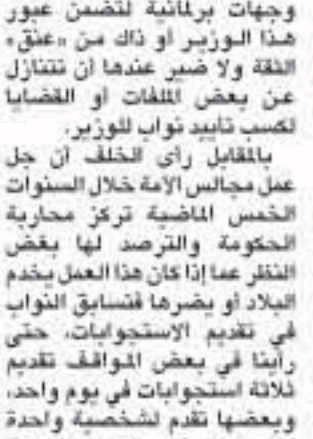 وجهات برلمانية لتضمن عبور
هذا الوزير أو ذاك من «عنق»
الثقة ولا ضير عندها أن تتنازل
عن بعض الملفات أو القضايا
لكسب تأييد نواب للوزير.
بالمقابل رأى الخلف أن جل
عمل مجالس الأمة خلال السنوات
الخمس الماضية تركز محاربة
الحكومة والترصد لها بغض
النظر عما إذا كان هذا العمل يخدم
البلاد أو يضرها فتسابق النواب
في تقديم الاستجوابات، حتى
رأينا في بعض المواقف تقديم
ثلاثة استجوابات في يوم واحد،
وبعضها تقدم لشخصية واحدة